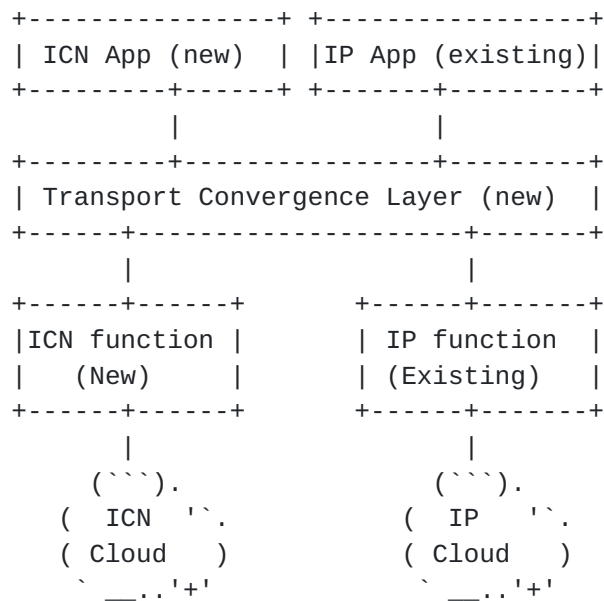 ICN App (new) IP App (existing)
Transport Convergence Layer (new)
ICN function IP function
(New) (Existing)
ICN IP
Cloud Cloud